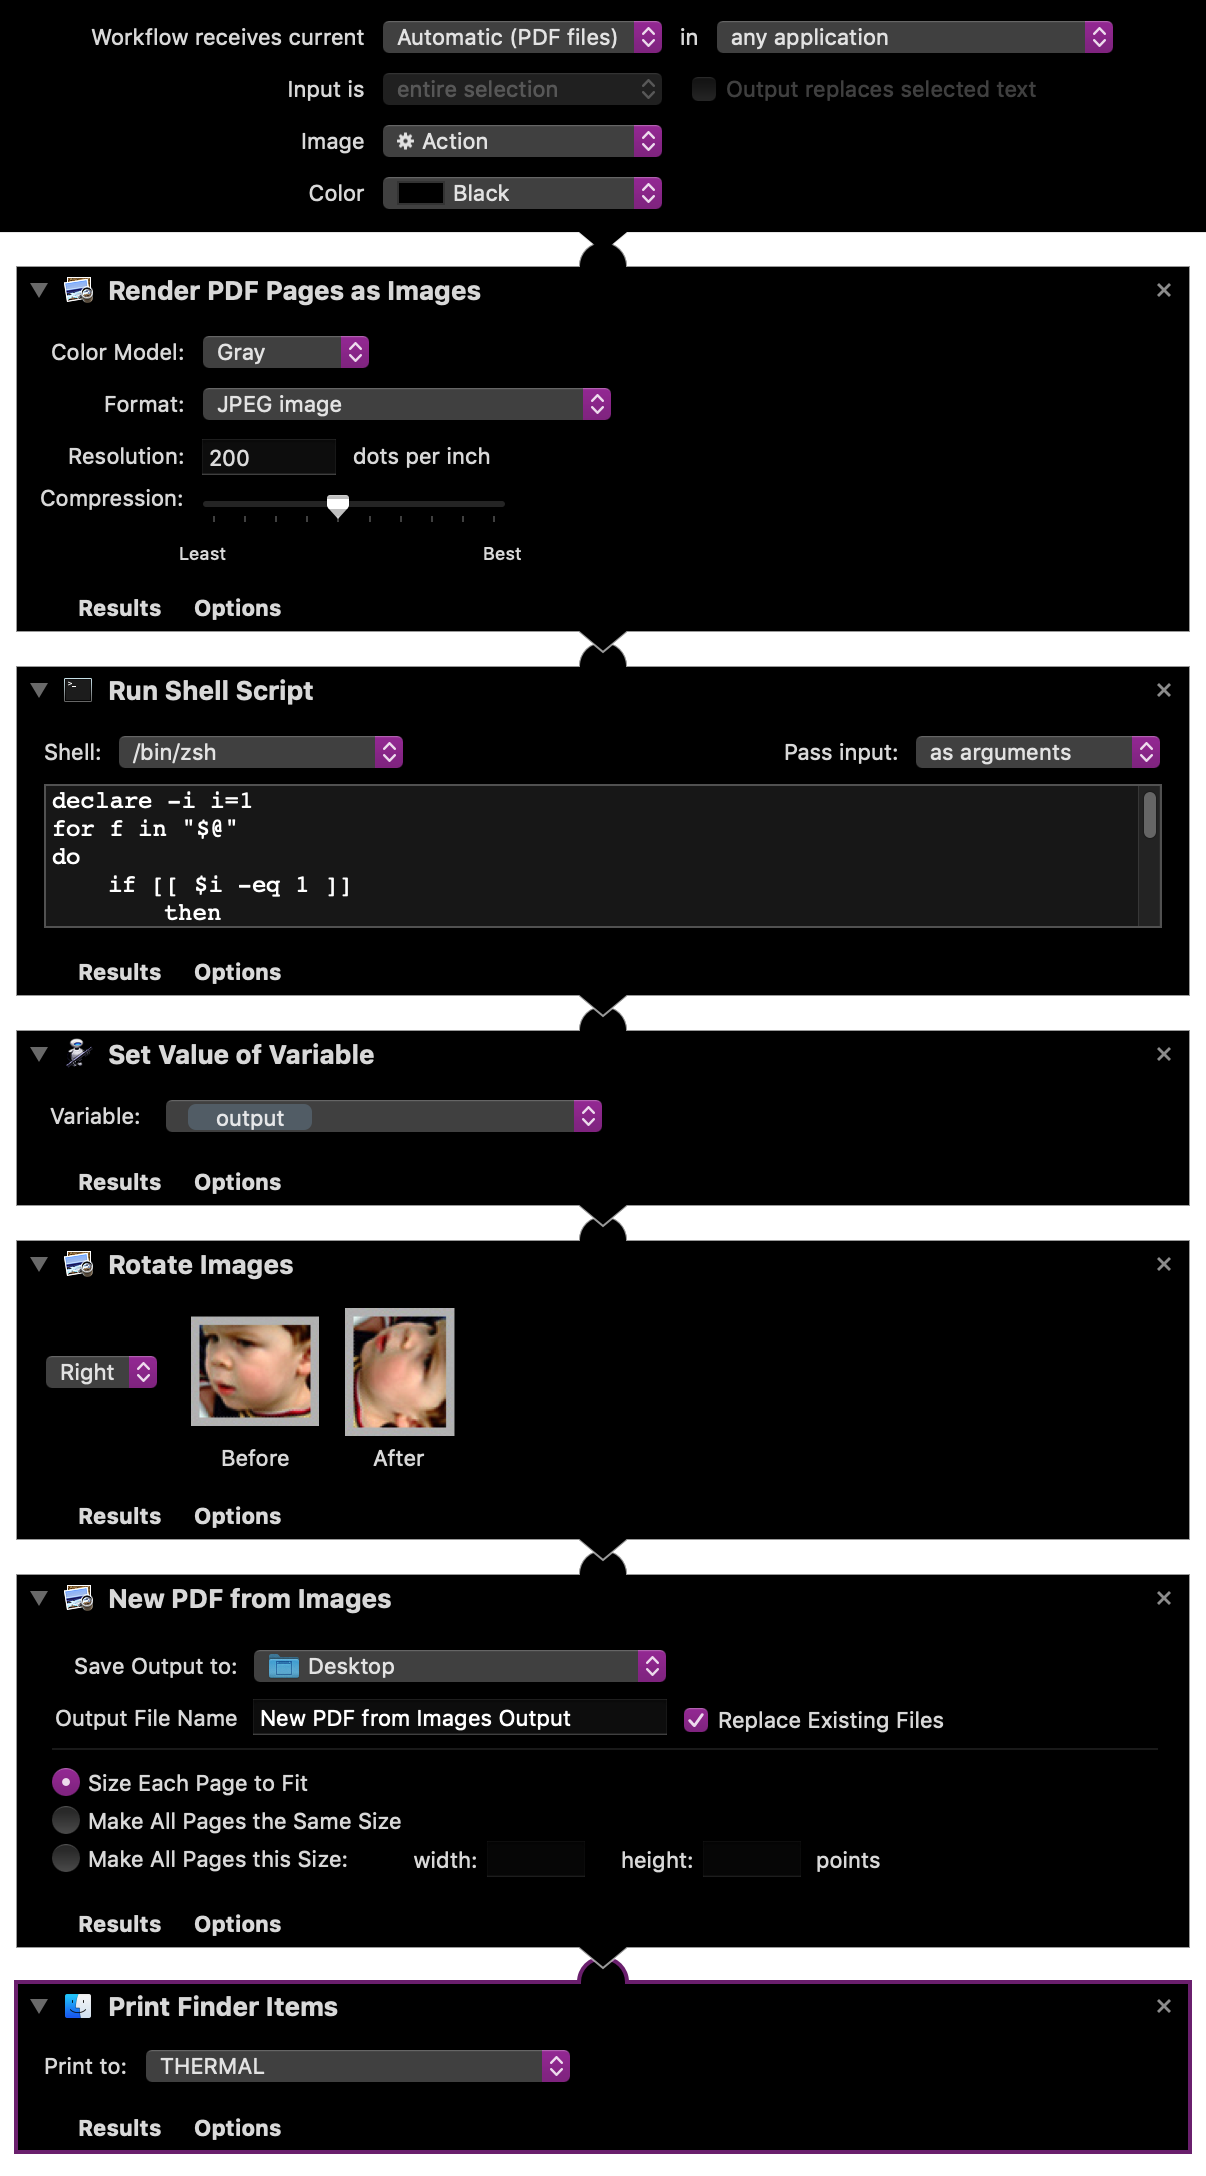 Workflow receives current Automatic (PDF files) in any application
Input is entire selection Output replaces selected text
Image Action
Color Black
Render PDF Pages as Images
Color Model: Gray
Format: JPEG image
Resolution: 200 dots per inch
Compression:
Least Best
Results Options
Run Shell Script
Shell: /bin/zsh Pass input: as arguments
declare -i i=1
for f in "$@"
do
if [[ $i -eq 1 ]]
then
Results Options
Set Value of Variable
Variable: output
Results Options
Rotate Images
Right
Before After
Results Options
New PDF from Images
Save Output to: Desktop
Output File Name New PDF from Images Output Replace Existing Files
Size Each Page to Fit
Make All Pages the Same Size
Make All Pages this Size: width: height: points
Results Options
Print Finder Items
Print to: THERMAL
Results Options